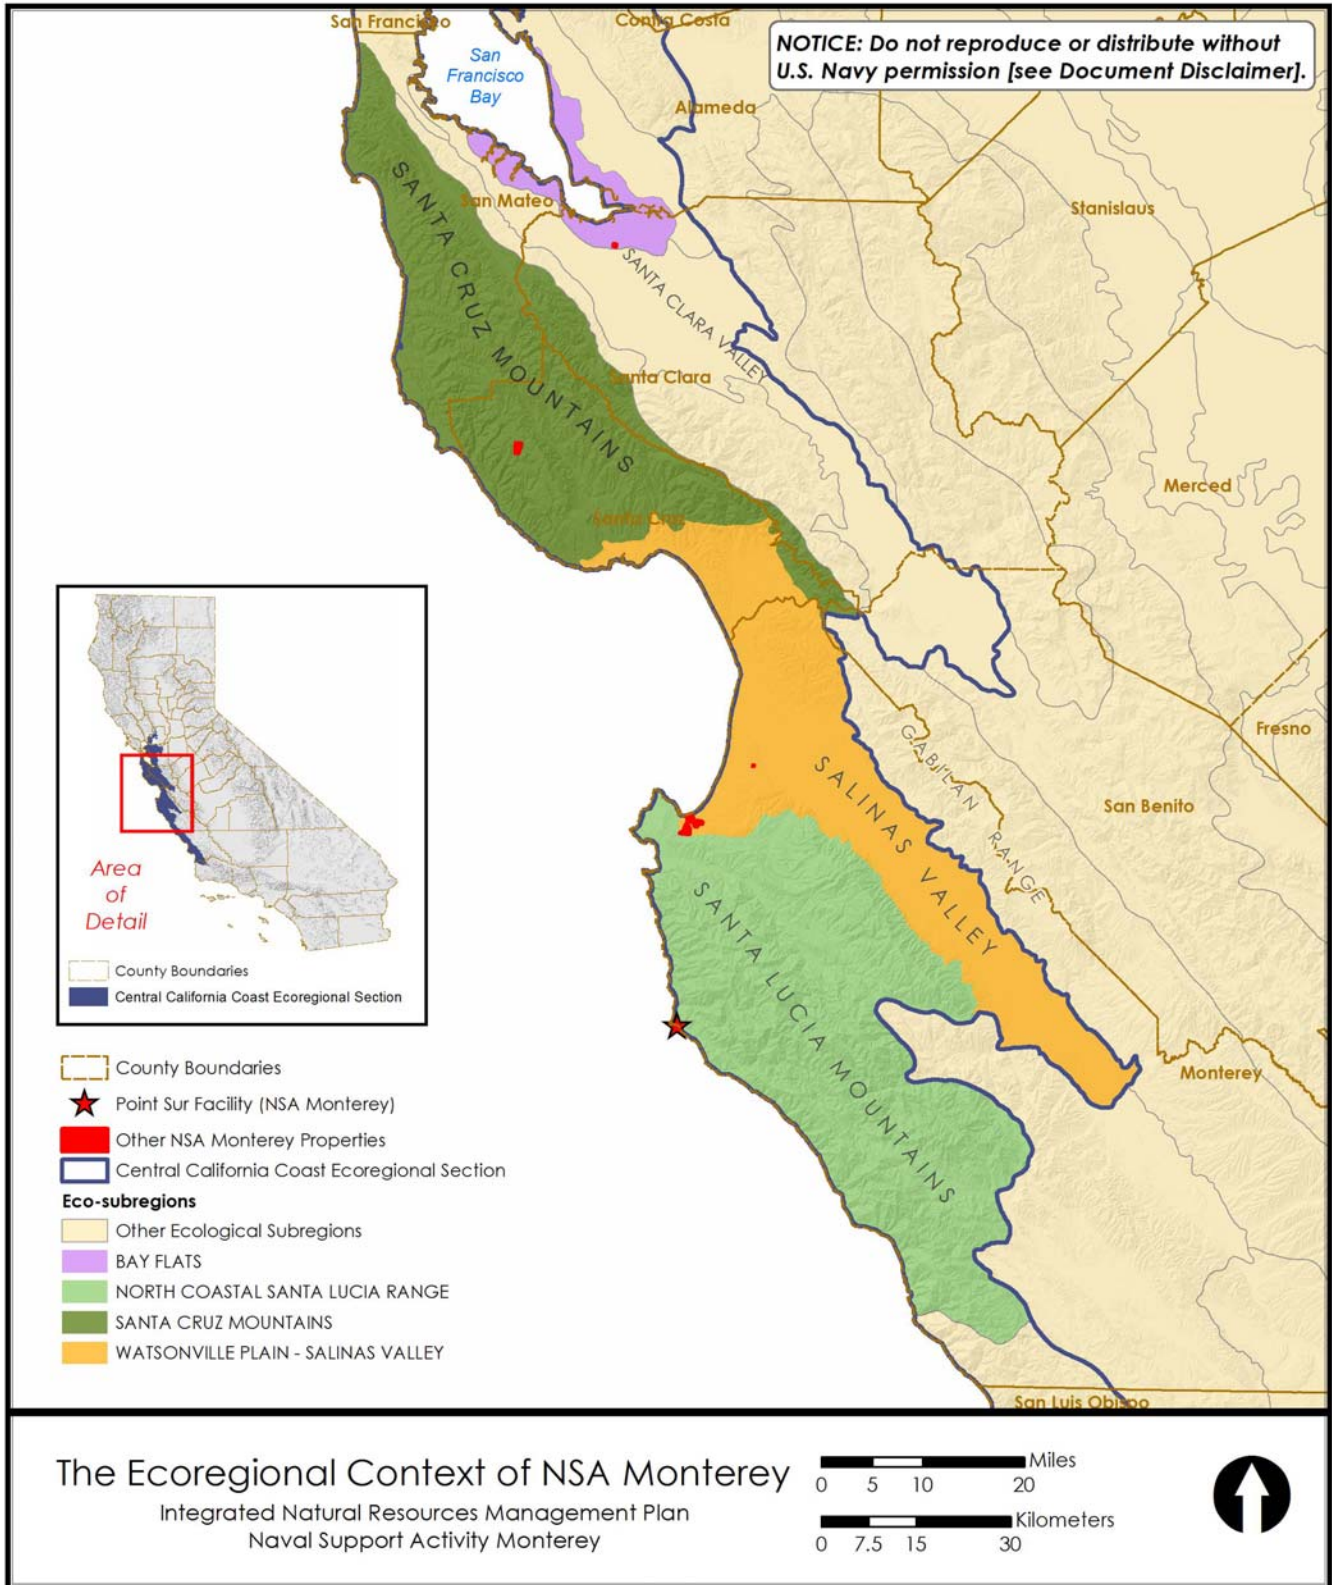 San Francisco
Contra Costa
NOTICE: Do not reproduce or distribute without
U.S. Navy permission [see Document Disclaimer].
San
Francisco
Bay
Alameda
San Mateo
Stanislaus
SANTA CRUZ MOUNTAINS
SANTA CLARA VALLEY
Santa Clara
Merced
Santa Cruz
Fresno
GABILAN RANGE
San Benito
SALINAS VALLEY
SANTA LUCIA MOUNTAINS
Monterey
San Luis Obispo
Area
of
Detail
County Boundaries
Central California Coast Ecoregional Section
County Boundaries
Point Sur Facility (NSA Monterey)
Other NSA Monterey Properties
Central California Coast Ecoregional Section
Eco-subregions
Other Ecological Subregions
BAY FLATS
NORTH COASTAL SANTA LUCIA RANGE
SANTA CRUZ MOUNTAINS
WATSONVILLE PLAIN - SALINAS VALLEY
The Ecoregional Context of NSA Monterey
Integrated Natural Resources Management Plan
Naval Support Activity Monterey
Miles
0 5 10 20
Kilometers
0 7.5 15 30